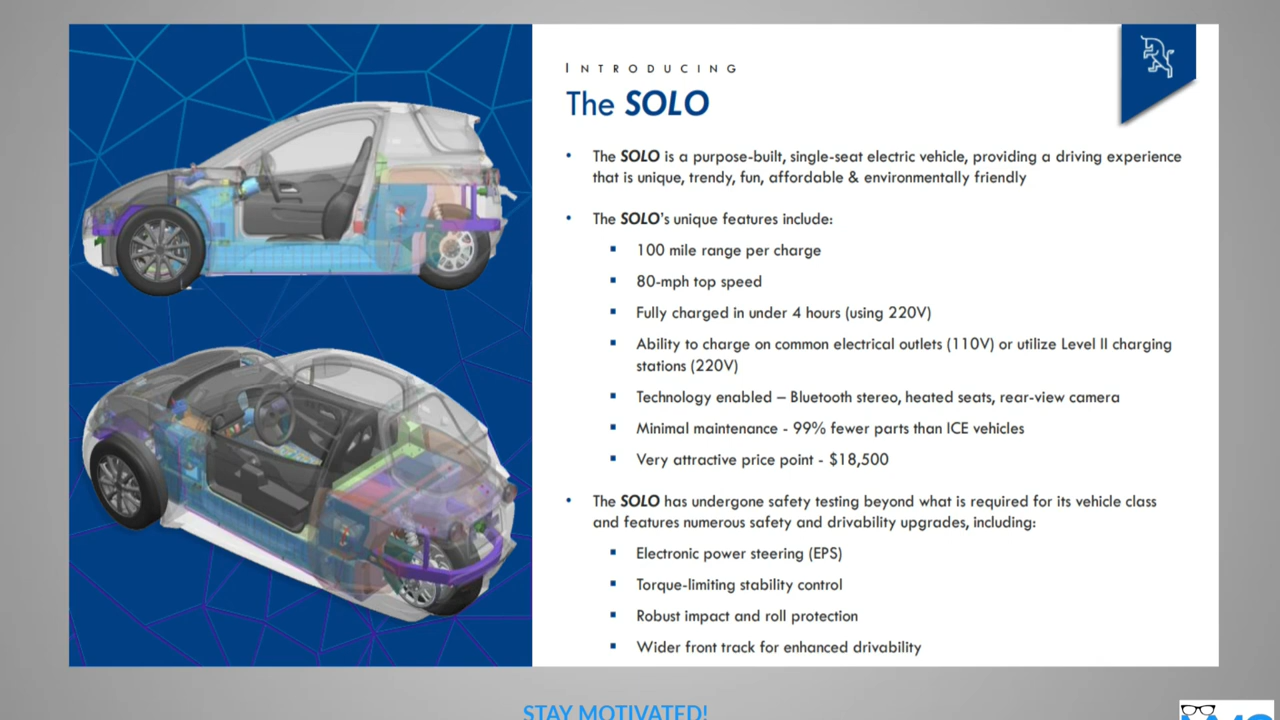 INTRODUCING
The SOLO
• The SOLO is a purpose-built, single-seat electric vehicle, providing a driving experience
that is unique, trendy, fun, affordable & environmentally friendly
• The SOLO's unique features include:
▪ 100 mile range per charge
▪ 80-mph top speed
▪ Fully charged in under 4 hours (using 220V)
▪ Ability to charge on common electrical outlets (110V) or utilize Level II charging
stations (220V)
▪ Technology enabled – Bluetooth stereo, heated seats, rear-view camera
▪ Minimal maintenance - 99% fewer parts than ICE vehicles
▪ Very attractive price point - $18,500
• The SOLO has undergone safety testing beyond what is required for its vehicle class
and features numerous safety and drivability upgrades, including:
▪ Electronic power steering (EPS)
▪ Torque-limiting stability control
▪ Robust impact and roll protection
▪ Wider front track for enhanced drivability
STAY MOTIVATED!